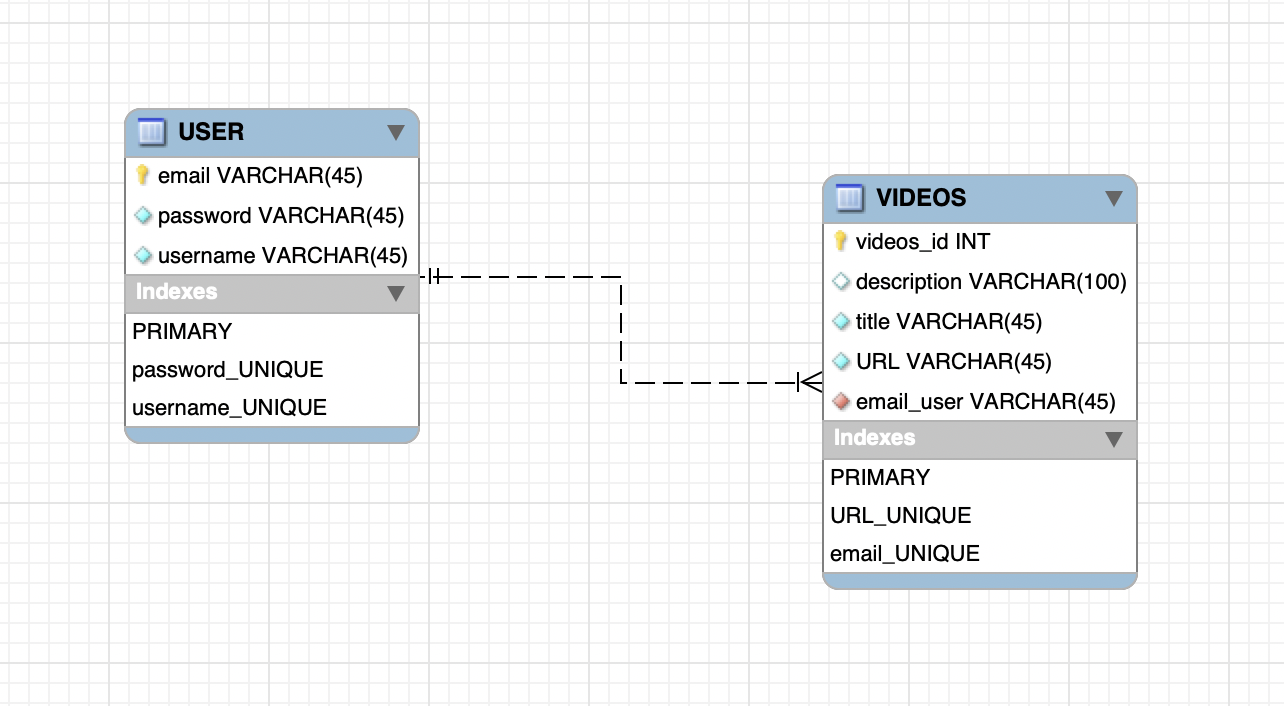 USER
email VARCHAR(45)
password VARCHAR(45)
username VARCHAR(45)
Indexes
PRIMARY
password_UNIQUE
username_UNIQUE
VIDEOS
videos_id INT
description VARCHAR(100)
title VARCHAR(45)
URL VARCHAR(45)
email_user VARCHAR(45)
Indexes
PRIMARY
URL_UNIQUE
email_UNIQUE